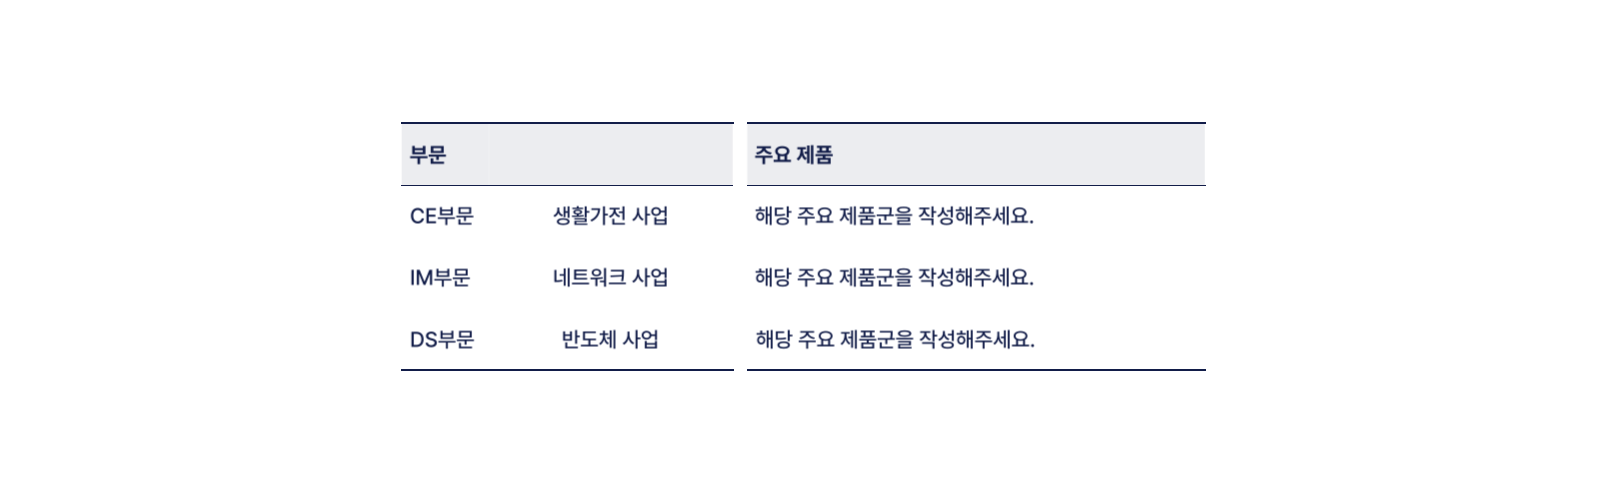 부문 주요 제품
CE부문 생활가전 사업 해당 주요 제품군을 작성해주세요.
IM부문 네트워크 사업 해당 주요 제품군을 작성해주세요.
DS부문 반도체 사업 해당 주요 제품군을 작성해주세요.